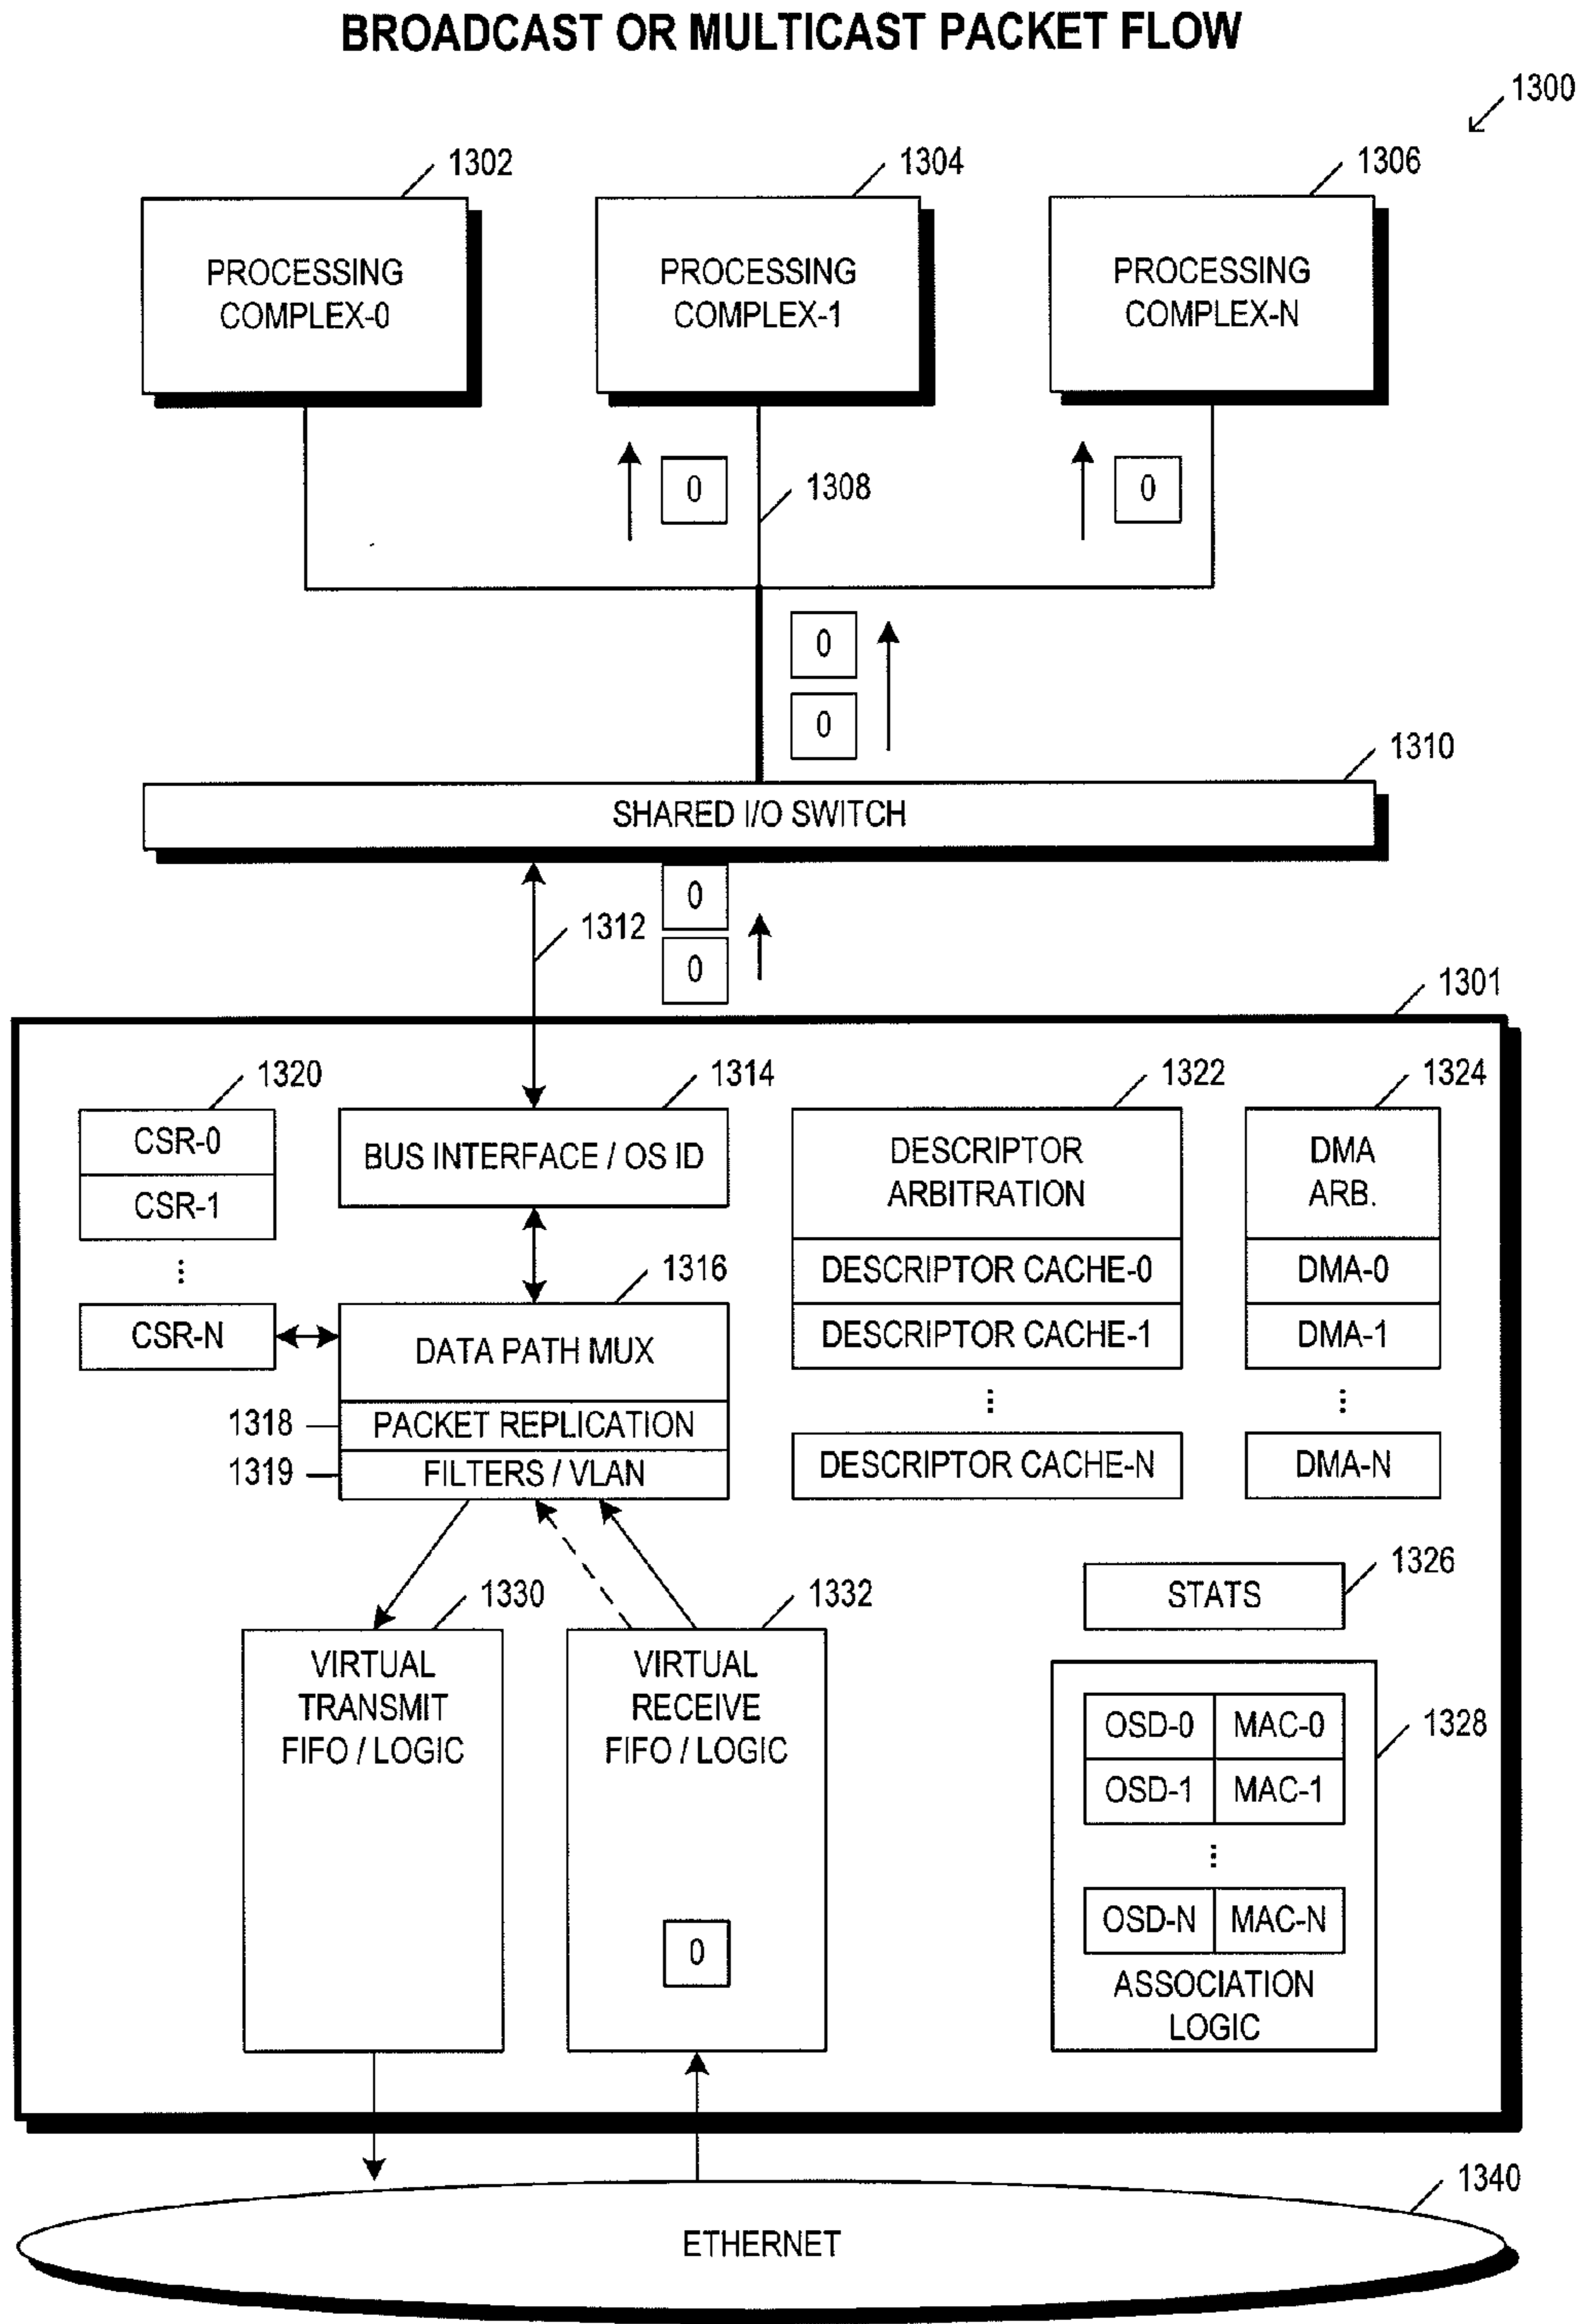 BROADCAST OR MULTICAST PACKET FLOW
1300
1302
1304
1306
PROCESSING
COMPLEX-0
PROCESSING
COMPLEX-1
PROCESSING
COMPLEX-N
0
1308
0
0
0
1310
SHARED I/O SWITCH
1312
0
0
1301
1320
1314
1322
1324
CSR-0
CSR-1
⋮
CSR-N
BUS INTERFACE / OS ID
1316
DATA PATH MUX
1318
PACKET REPLICATION
1319
FILTERS / VLAN
DESCRIPTOR
ARBITRATION
DESCRIPTOR CACHE-0
DESCRIPTOR CACHE-1
⋮
DESCRIPTOR CACHE-N
DMA
ARB.
DMA-0
DMA-1
⋮
DMA-N
1326
STATS
1330
VIRTUAL
TRANSMIT
FIFO / LOGIC
1332
VIRTUAL
RECEIVE
FIFO / LOGIC
0
1328
OSD-0 MAC-0
OSD-1 MAC-1
⋮
OSD-N MAC-N
ASSOCIATION
LOGIC
1340
ETHERNET